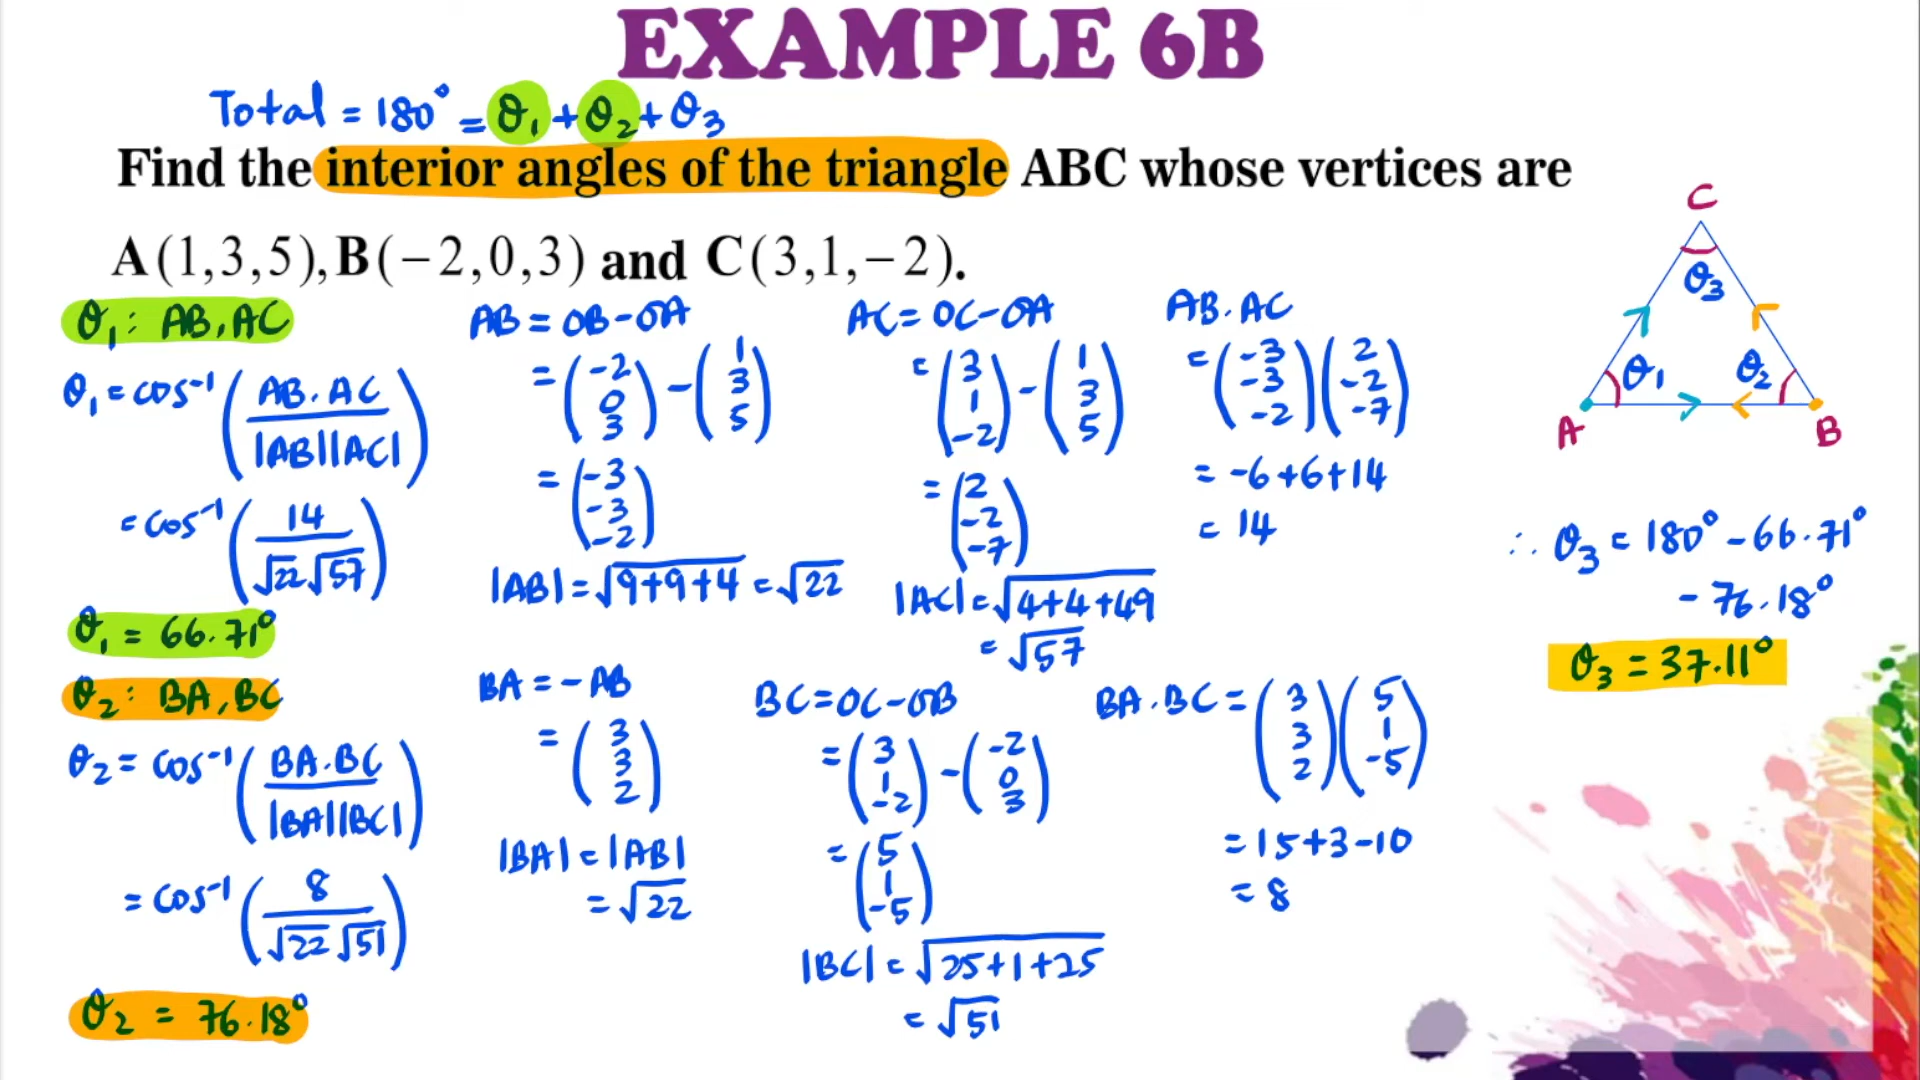 EXAMPLE 6B
Total = 180° = θ₁ + θ₂ + θ₃
Find the interior angles of the triangle ABC whose vertices are
A(1,3,5), B(−2,0,3) and C(3,1,−2).
θ₁ : AB, AC
θ₁ = cos⁻¹ ( AB . AC / |AB||AC| )
= cos⁻¹ ( 14 / √22 √57 )
θ₁ = 66.71°
AB = OB − OA
= (−2 0 3) − (1 3 5)
= (−3 −3 −2)
|AB| = √9+9+4 = √22
AC = OC − OA
= (3 1 −2) − (1 3 5)
= (2 −2 −7)
|AC| = √4+4+49
= √57
AB . AC
= (−3 −3 −2) (2 −2 −7)
= −6+6+14
= 14
C
θ₃
θ₁
θ₂
A
B
θ₂ : BA, BC
θ₂ = cos⁻¹ ( BA . BC / |BA||BC| )
= cos⁻¹ ( 8 / √22 √51 )
θ₂ = 76.18°
BA = − AB
= (3 3 2)
|BA| = |AB|
= √22
BC = OC − OB
= (3 1 −2) − (−2 0 3)
= (5 1 −5)
|BC| = √25+1+25
= √51
BA . BC = (3 3 2) (5 1 −5)
= 15+3−10
= 8
∴ θ₃ = 180° − 66.71°
− 76.18°
θ₃ = 37.11°